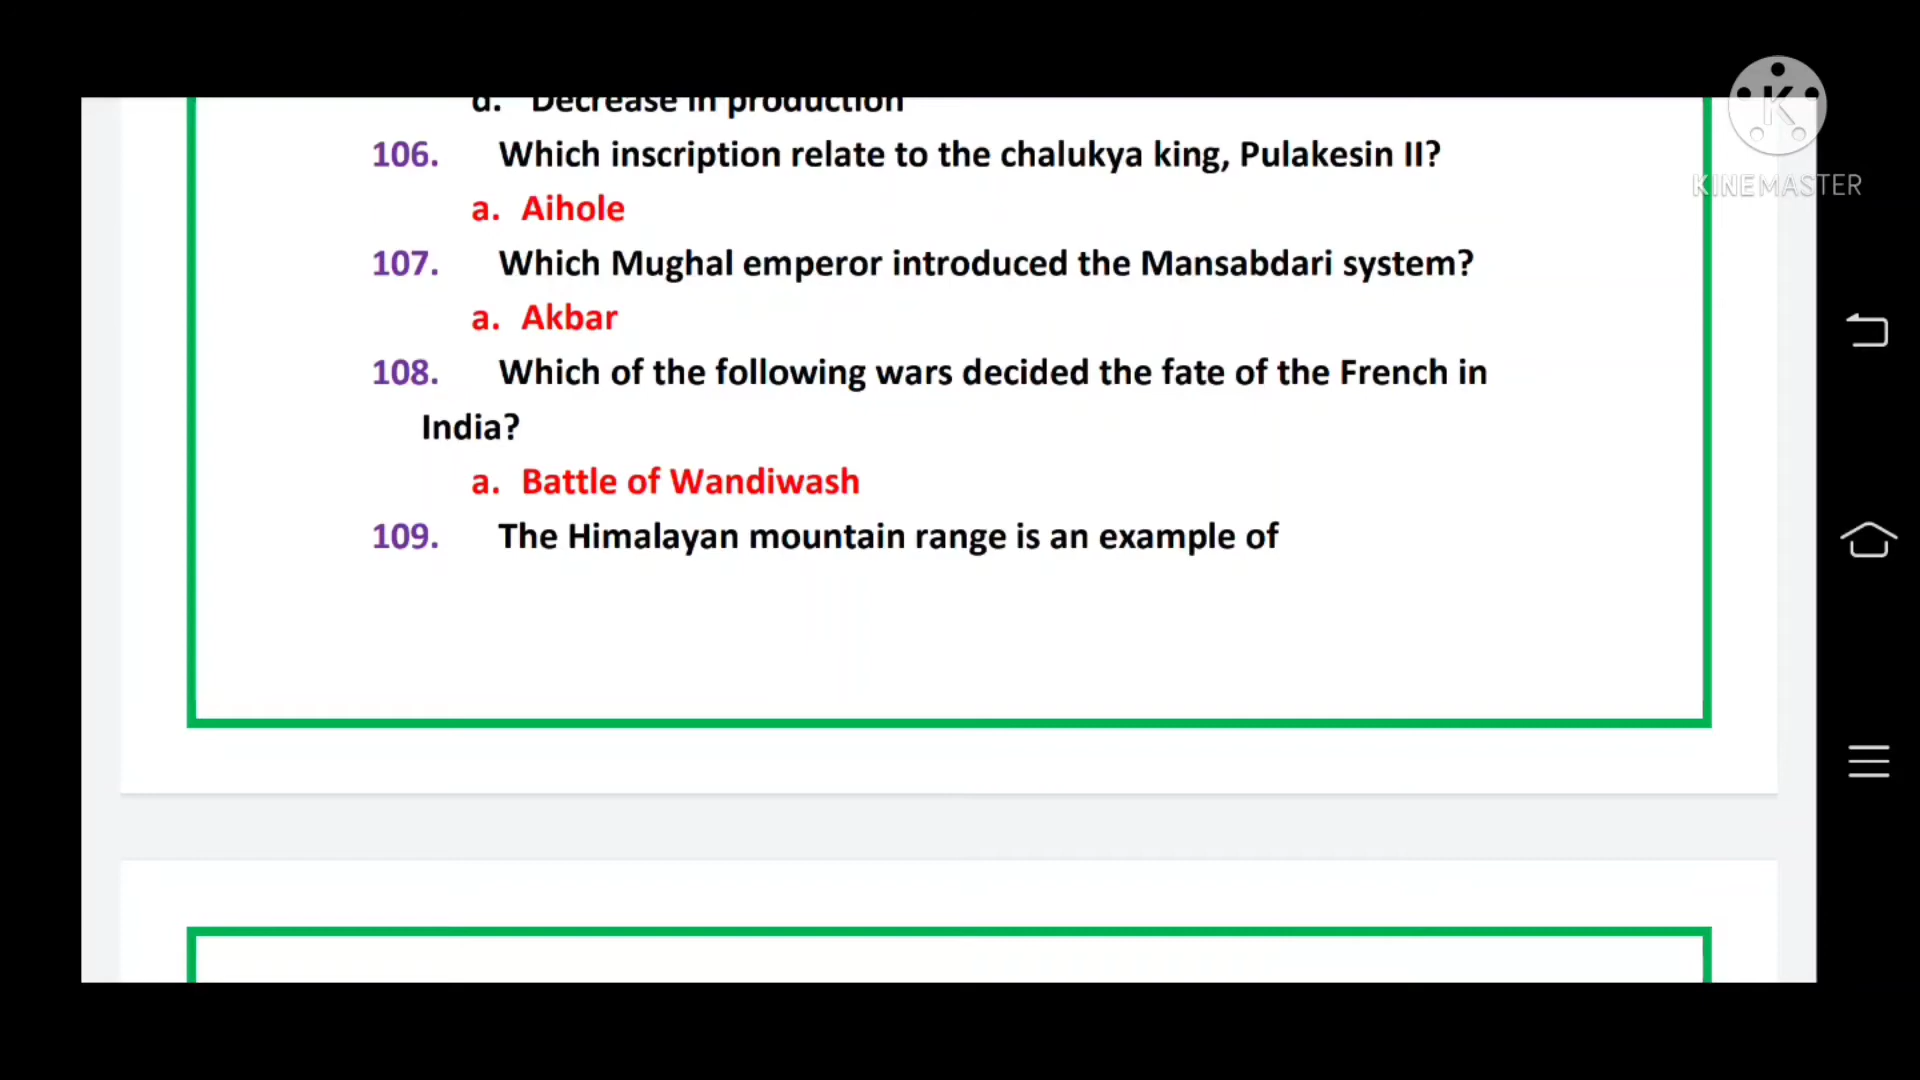 d. Decrease in production
106. Which inscription relate to the chalukya king, Pulakesin II?
a. Aihole
107. Which Mughal emperor introduced the Mansabdari system?
a. Akbar
108. Which of the following wars decided the fate of the French in
India?
a. Battle of Wandiwash
109. The Himalayan mountain range is an example of
K
KINEMASTER